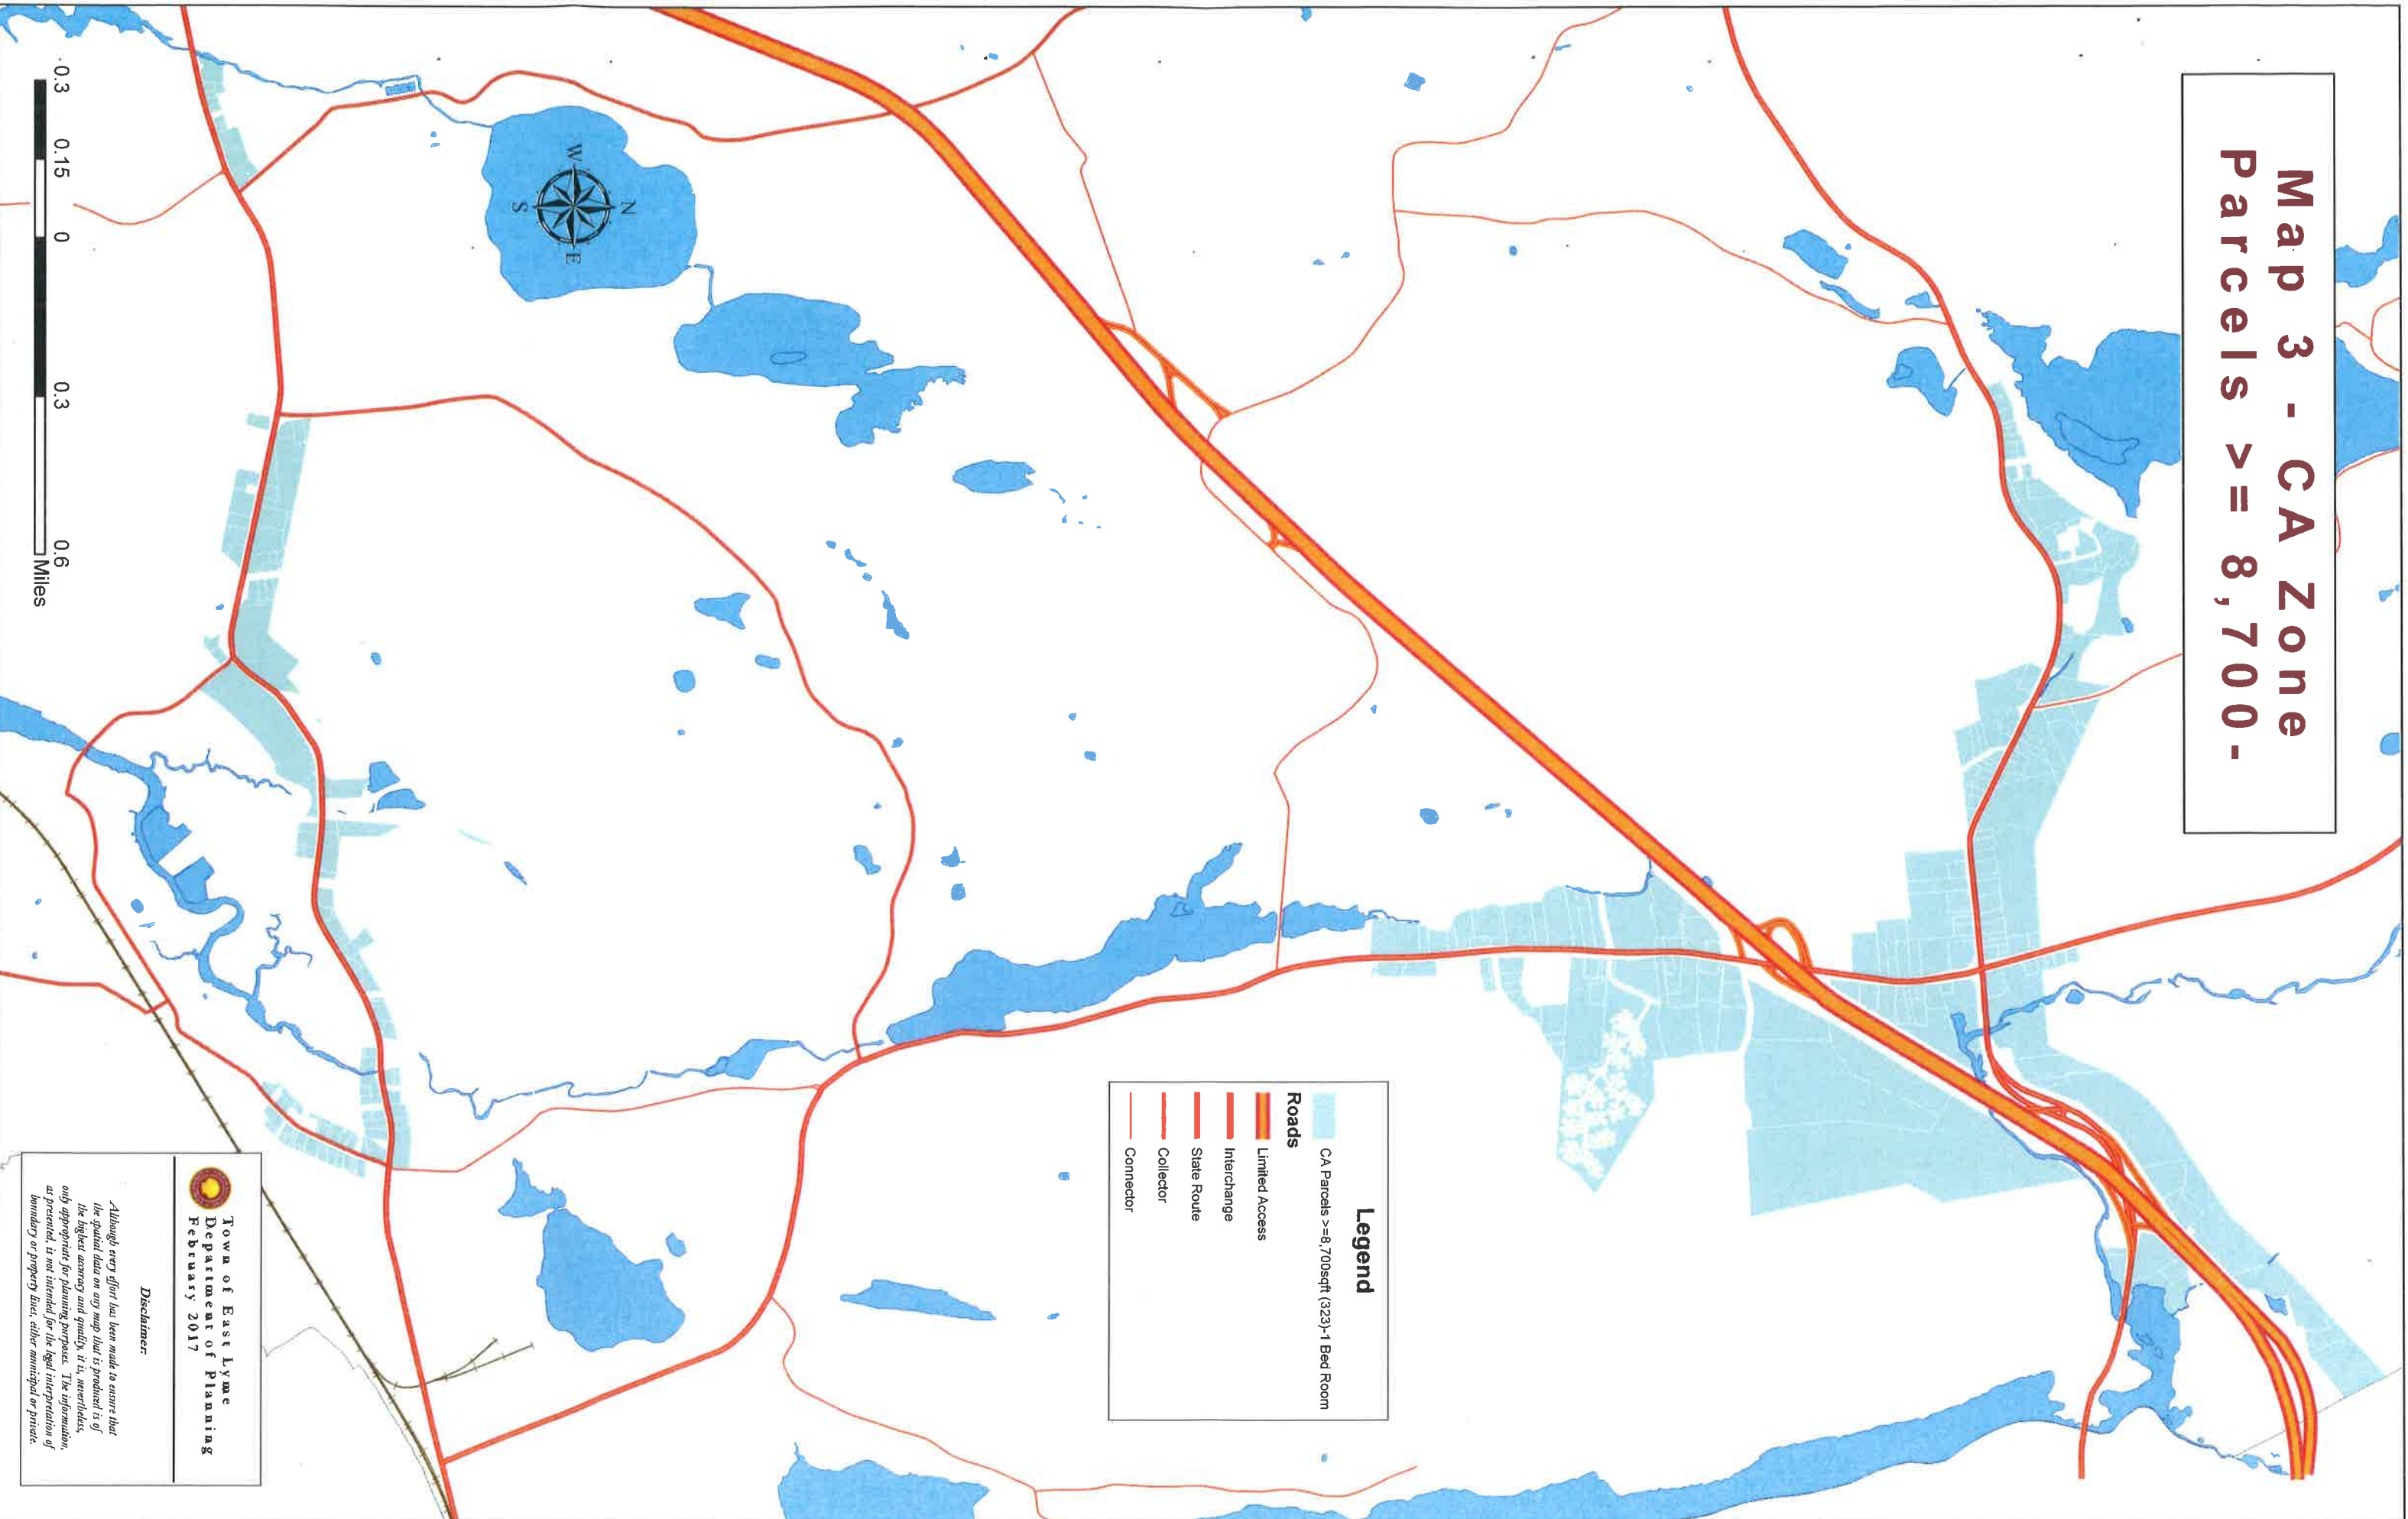 Map 3 - CA Zone
Parcels >= 8,700-
W
N
S
E
Legend
CA Parcels >=8,700sqft (323)-1 Bed Room
Roads
Limited Access
Interchange
State Route
Collector
Connector
0.3 0.15 0 0.3 0.6
Miles
Town of East Lyme
Department of Planning
February 2017
Disclaimer:
Although every effort has been made to ensure that
the spatial data on any map that is produced is of
the highest accuracy and quality, it is, nevertheless,
only appropriate for planning purposes. The information,
as presented, is not intended for the legal interpretation of
boundary or property lines, either municipal or private.